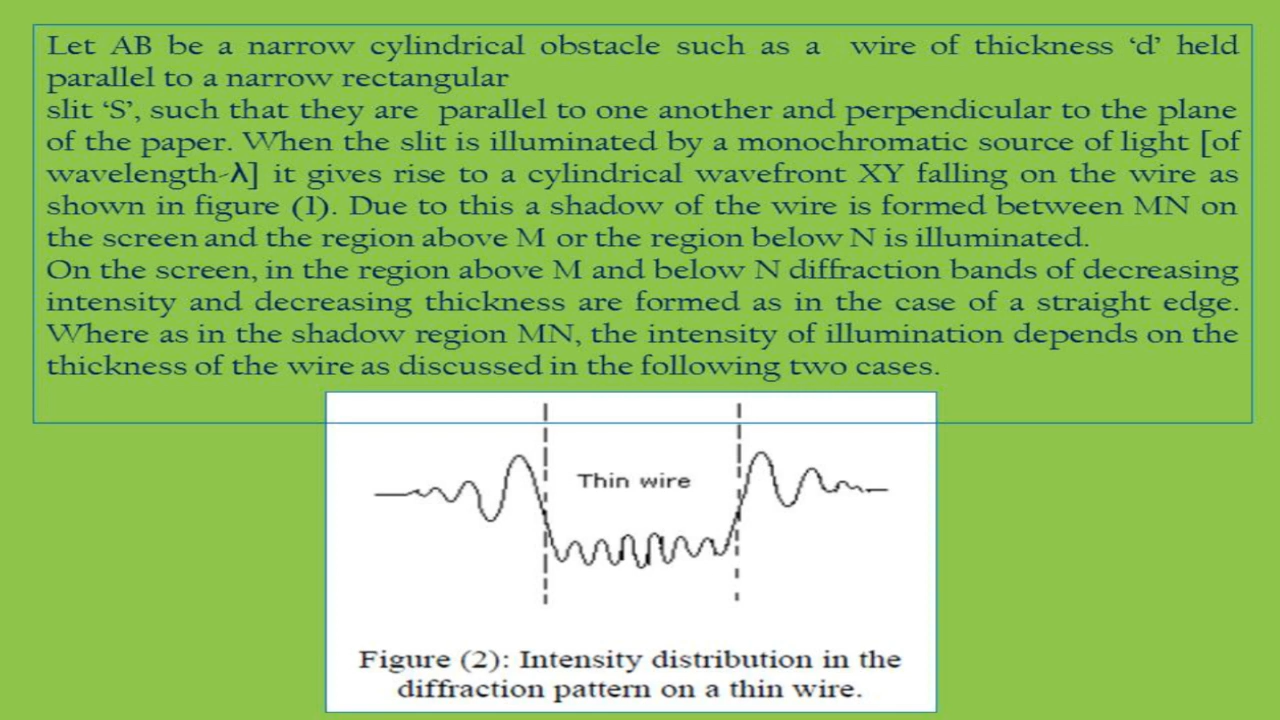 Let AB be a narrow cylindrical obstacle such as a wire of thickness ‘d’ held
parallel to a narrow rectangular
slit ‘S’, such that they are parallel to one another and perpendicular to the plane
of the paper. When the slit is illuminated by a monochromatic source of light [of
wavelength-λ] it gives rise to a cylindrical wavefront XY falling on the wire as
shown in figure (1). Due to this a shadow of the wire is formed between MN on
the screen and the region above M or the region below N is illuminated.
On the screen, in the region above M and below N diffraction bands of decreasing
intensity and decreasing thickness are formed as in the case of a straight edge.
Where as in the shadow region MN, the intensity of illumination depends on the
thickness of the wire as discussed in the following two cases.
Thin wire
Figure (2): Intensity distribution in the
diffraction pattern on a thin wire.